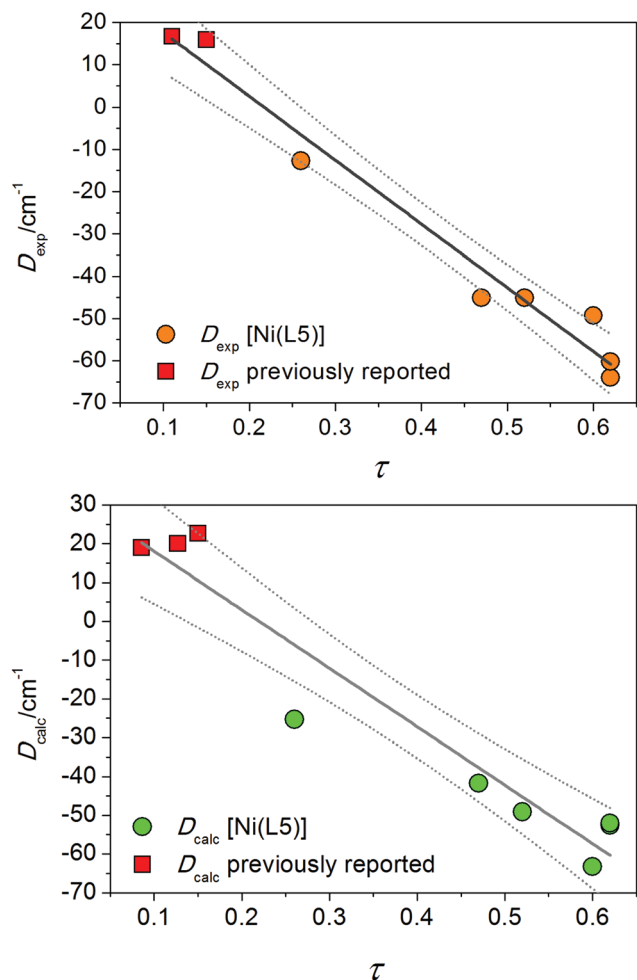 20
10
0
-10
-20
-30
-40
-50
-60
-70
D_exp/cm⁻¹
D_exp [Ni(L5)]
D_exp previously reported
0.1 0.2 0.3 0.4 0.5 0.6
τ
30
20
10
0
-10
-20
-30
-40
-50
-60
-70
D_calc/cm⁻¹
D_calc [Ni(L5)]
D_calc previously reported
0.1 0.2 0.3 0.4 0.5 0.6
τ